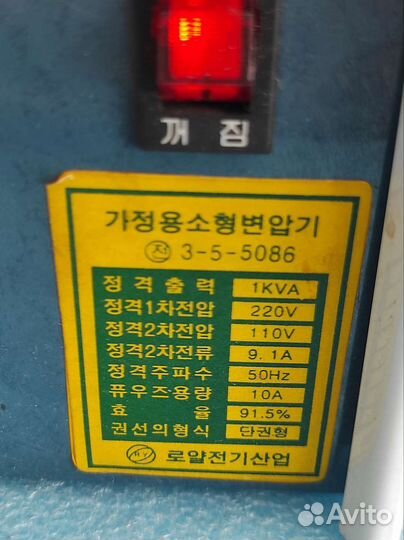 꺼짐
가정용소형변압기
전 3-5-5086
정격출력 1KVA
정격1차전압 220V
정격2차전압 110V
정격2차전류 9.1A
정격주파수 50Hz
퓨우즈용량 10A
효율 91.5%
권선의형식 단권형
로얄전기산업
Avito